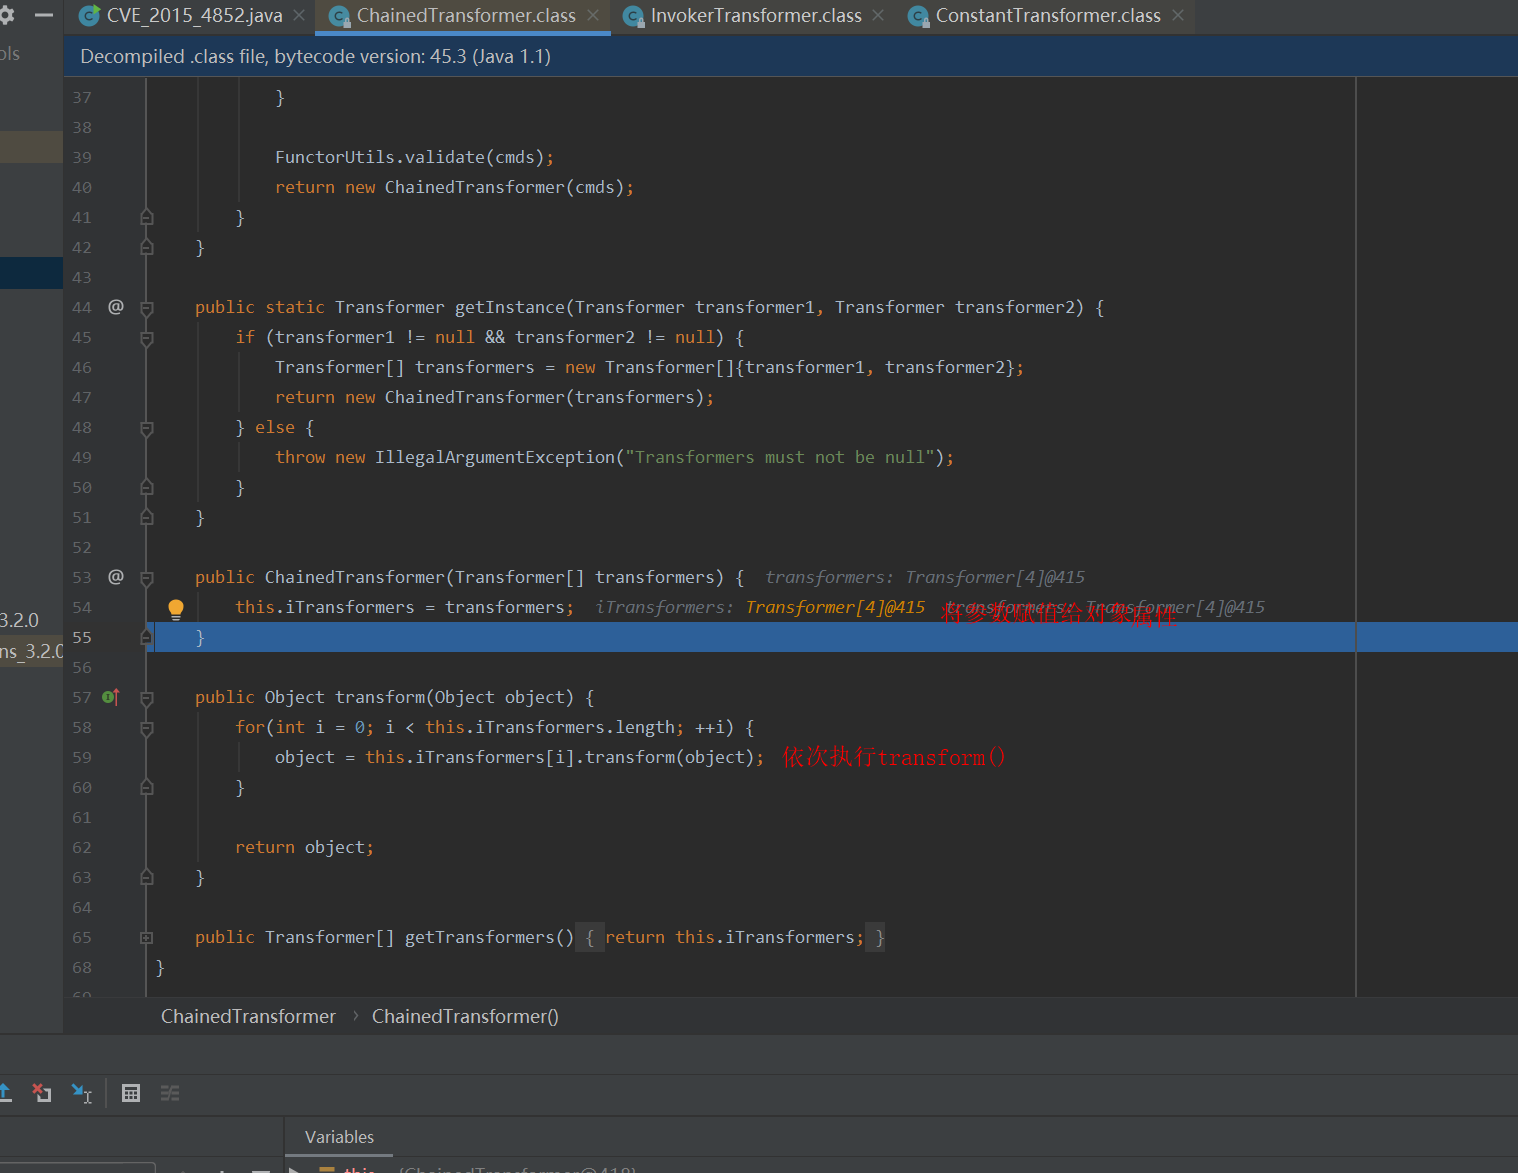 CVE_2015_4852.java ChainedTransformer.class InvokerTransformer.class ConstantTransformer.class
ols
Decompiled .class file, bytecode version: 45.3 (Java 1.1)
37 }
38
39 FunctorUtils.validate(cmds);
40 return new ChainedTransformer(cmds);
41 }
42 }
43
44 @ public static Transformer getInstance(Transformer transformer1, Transformer transformer2) {
45 if (transformer1 != null && transformer2 != null) {
46 Transformer[] transformers = new Transformer[]{transformer1, transformer2};
47 return new ChainedTransformer(transformers);
48 } else {
49 throw new IllegalArgumentException("Transformers must not be null");
50 }
51 }
52
53 @ public ChainedTransformer(Transformer[] transformers) { transformers: Transformer[4]@415
54 this.iTransformers = transformers; iTransformers: Transformer[4]@415 transformers: Transformer[4]@415
将参数赋值给对象属性
3.2.0
55 }
ns_3.2.0
56
57 public Object transform(Object object) {
58 for(int i = 0; i < this.iTransformers.length; ++i) {
59 object = this.iTransformers[i].transform(object); 依次执行transform()
60 }
61
62 return object;
63 }
64
65 public Transformer[] getTransformers() { return this.iTransformers; }
68 }
69
ChainedTransformer › ChainedTransformer()
Variables
this {ChainedTransformer@418}